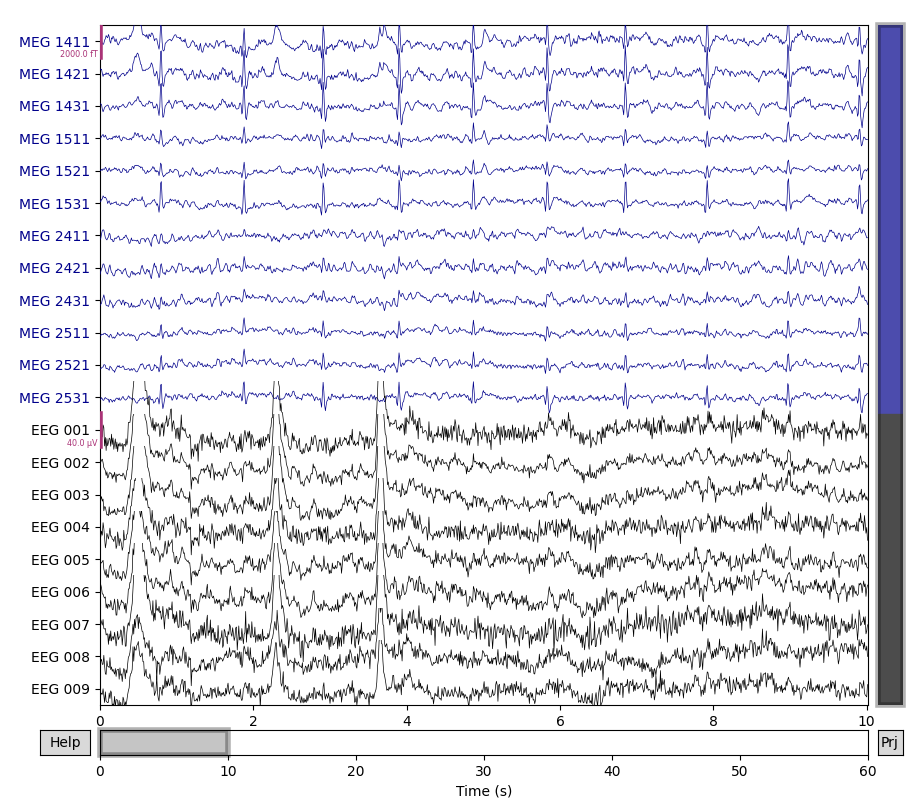 MEG 1411
2000.0 fT
MEG 1421
MEG 1431
MEG 1511
MEG 1521
MEG 1531
MEG 2411
MEG 2421
MEG 2431
MEG 2511
MEG 2521
MEG 2531
EEG 001
40.0 µV
EEG 002
EEG 003
EEG 004
EEG 005
EEG 006
EEG 007
EEG 008
EEG 009
0 2 4 6 8 10
Help Prj
0 10 20 30 40 50 60
Time (s)